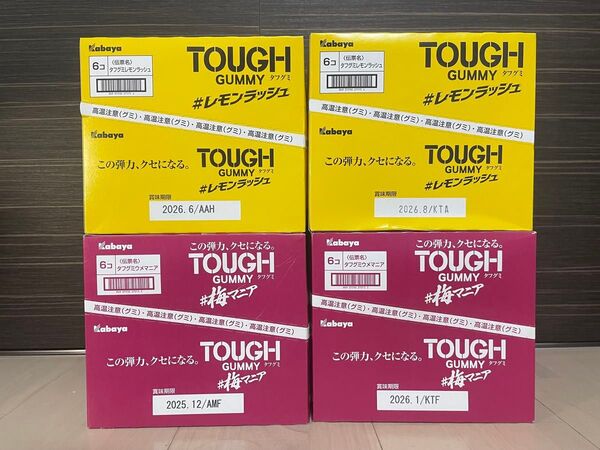 Kabaya
6コ
〈伝票名〉
タフグミレモンラッシュ
TOUGH
GUMMY タフグミ
#レモンラッシュ
高温注意(グミ)・高温注意(グミ)・高温注意(グミ)・高温注意(グミ)
Kabaya
この弾力、クセになる。
TOUGH
GUMMY タフグミ
#レモンラッシュ
賞味期限
2026.6/AAH
Kabaya
6コ
〈伝票名〉
タフグミレモンラッシュ
TOUGH
GUMMY タフグミ
#レモンラッシュ
高温注意(グミ)・高温注意(グミ)・高温注意(グミ)・高温注意(グミ)
Kabaya
この弾力、クセになる。
TOUGH
GUMMY タフグミ
#レモンラッシュ
賞味期限
2026.8/KTA
Kabaya
この弾力、クセになる。
6コ
〈伝票名〉
タフグミウメマニア
TOUGH
GUMMY タフグミ
#梅マニア
高温注意(グミ)・高温注意(グミ)・高温注意(グミ)・高温注意(グミ)
Kabaya
この弾力、クセになる。
TOUGH
GUMMY タフグミ
#梅マニア
賞味期限
2025.12/AMF
Kabaya
この弾力、クセになる。
6コ
〈伝票名〉
タフグミウメマニア
TOUGH
GUMMY タフグミ
#梅マニア
高温注意(グミ)・高温注意(グミ)・高温注意(グミ)・高温注意(グミ)
Kabaya
この弾力、クセになる。
TOUGH
GUMMY タフグミ
#梅マニア
賞味期限
2026.1/KTF